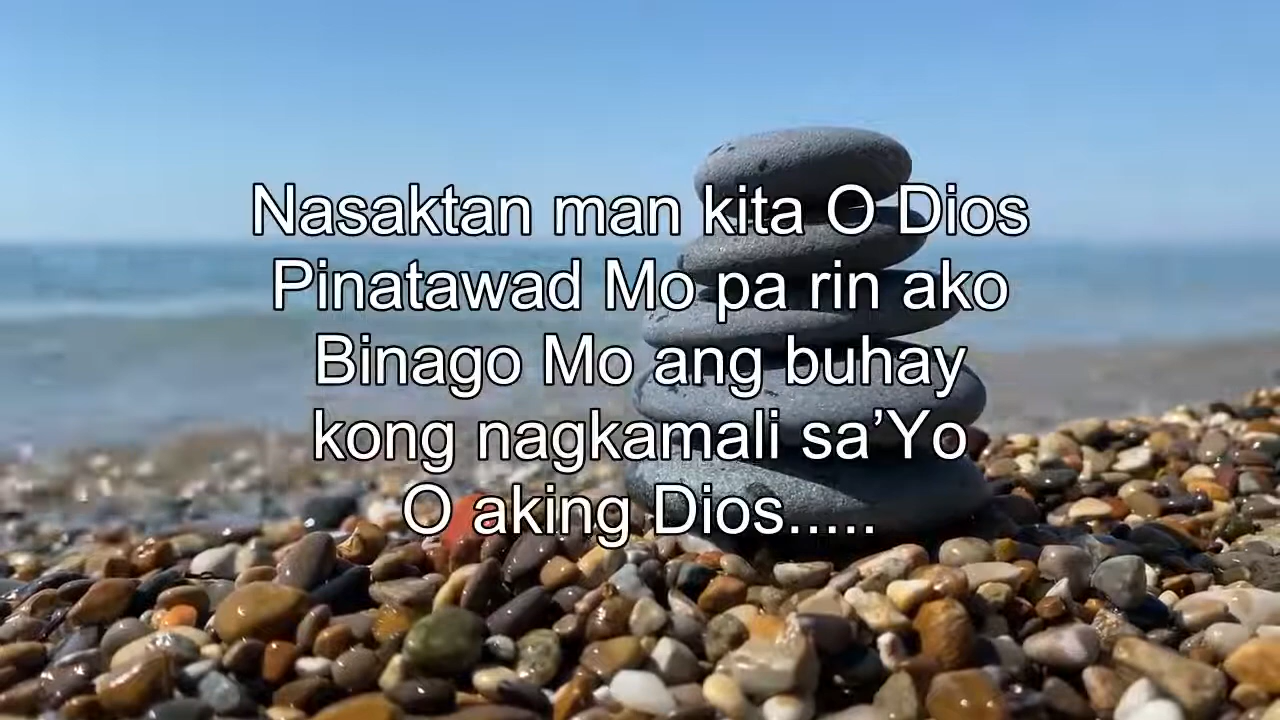 Nasaktan man kita O Dios
Pinatawad Mo pa rin ako
Binago Mo ang buhay
kong nagkamali sa’Yo
O aking Dios.....